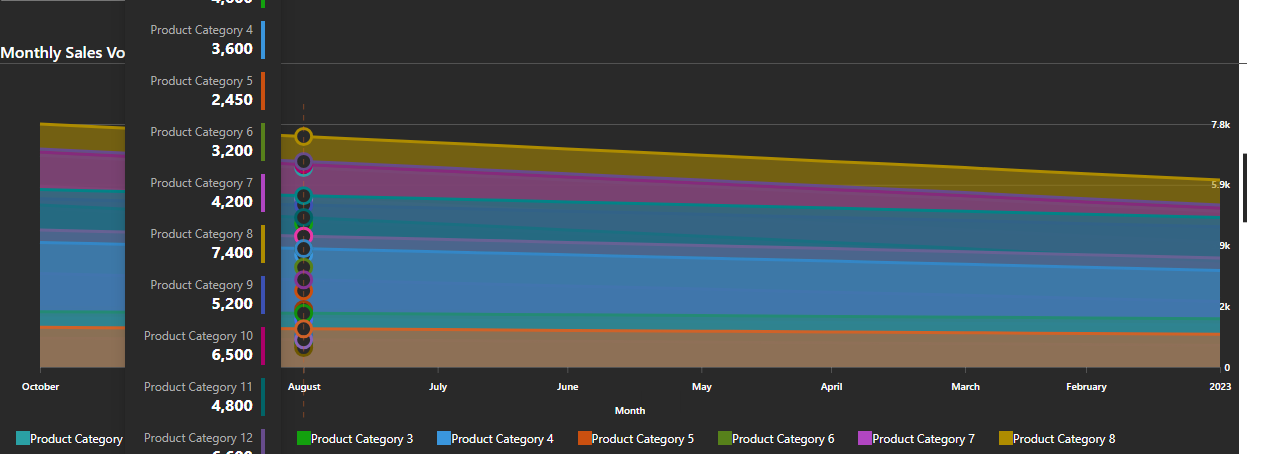 4,600
Product Category 4
3,600
Monthly Sales Vo
Product Category 5
2,450
Product Category 6
3,200
Product Category 7
4,200
Product Category 8
7,400
Product Category 9
5,200
Product Category 10
6,500
Product Category 11
4,800
Product Category 12
6,600
7.8k
5.9k
9k
2k
0
October
August
July
June
May
April
March
February
2023
Month
Product Category
Product Category 3
Product Category 4
Product Category 5
Product Category 6
Product Category 7
Product Category 8